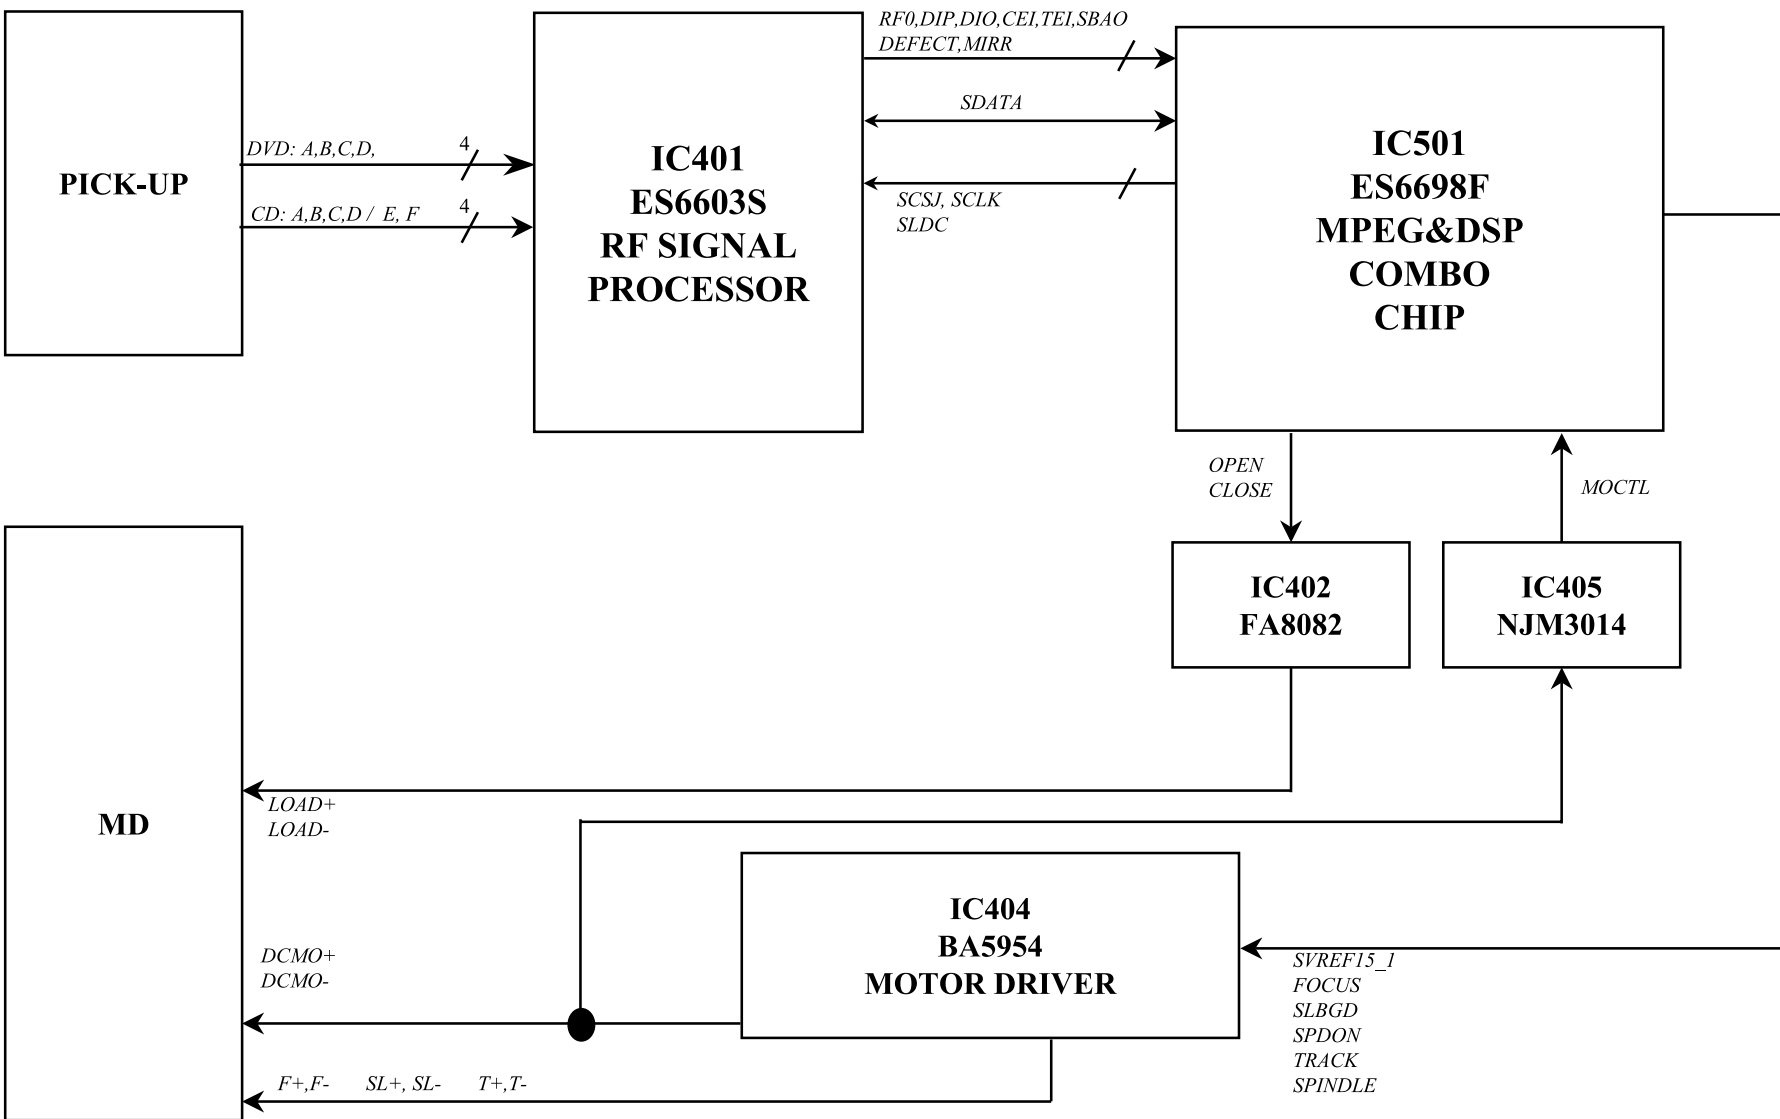 RF0,DIP,DIO,CEI,TEI,SBAO
DEFECT,MIRR
SDATA
SCSJ, SCLK
SLDC
DVD: A,B,C,D,
4
CD: A,B,C,D / E, F
4
PICK-UP
IC401
ES6603S
RF SIGNAL
PROCESSOR
IC501
ES6698F
MPEG&DSP
COMBO
CHIP
OPEN
CLOSE
MOCTL
IC402
FA8082
IC405
NJM3014
MD
LOAD+
LOAD-
IC404
BA5954
MOTOR DRIVER
DCMO+
DCMO-
SVREF15_1
FOCUS
SLBGD
SPDON
TRACK
SPINDLE
F+,F- SL+, SL- T+,T-